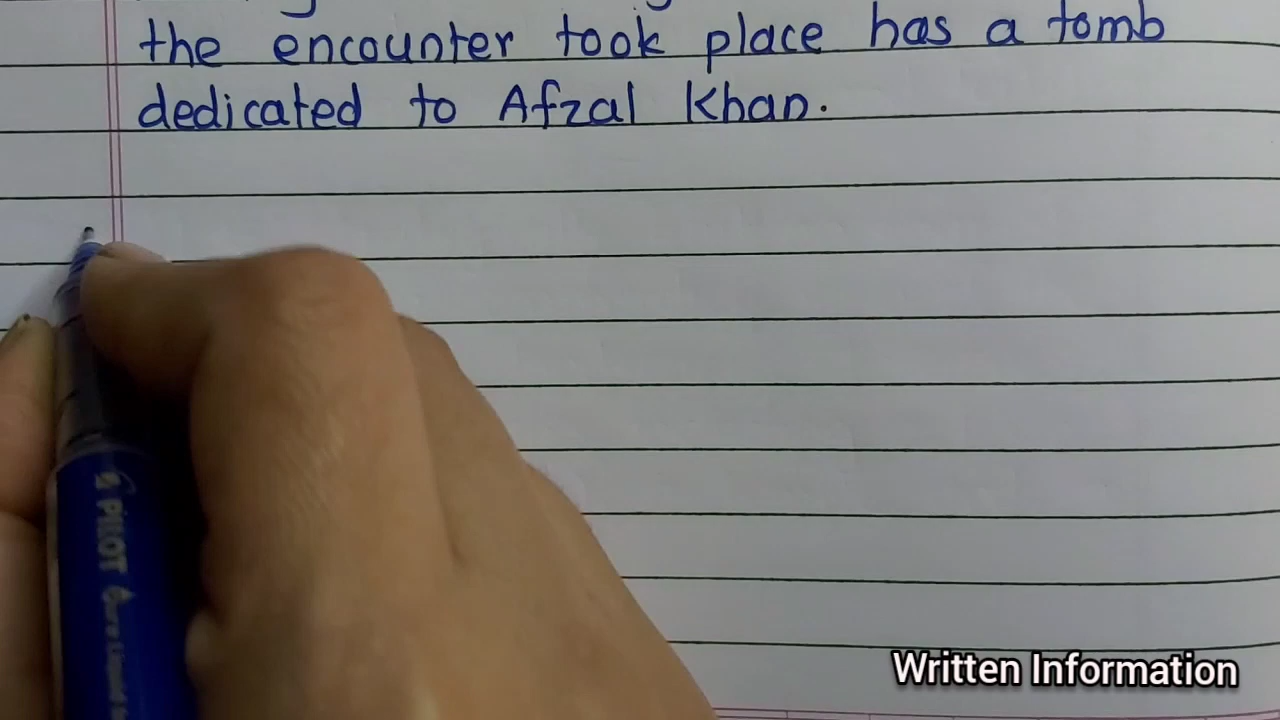 the encounter took place has a tomb
dedicated to Afzal Khan.
PILOT
Written Information